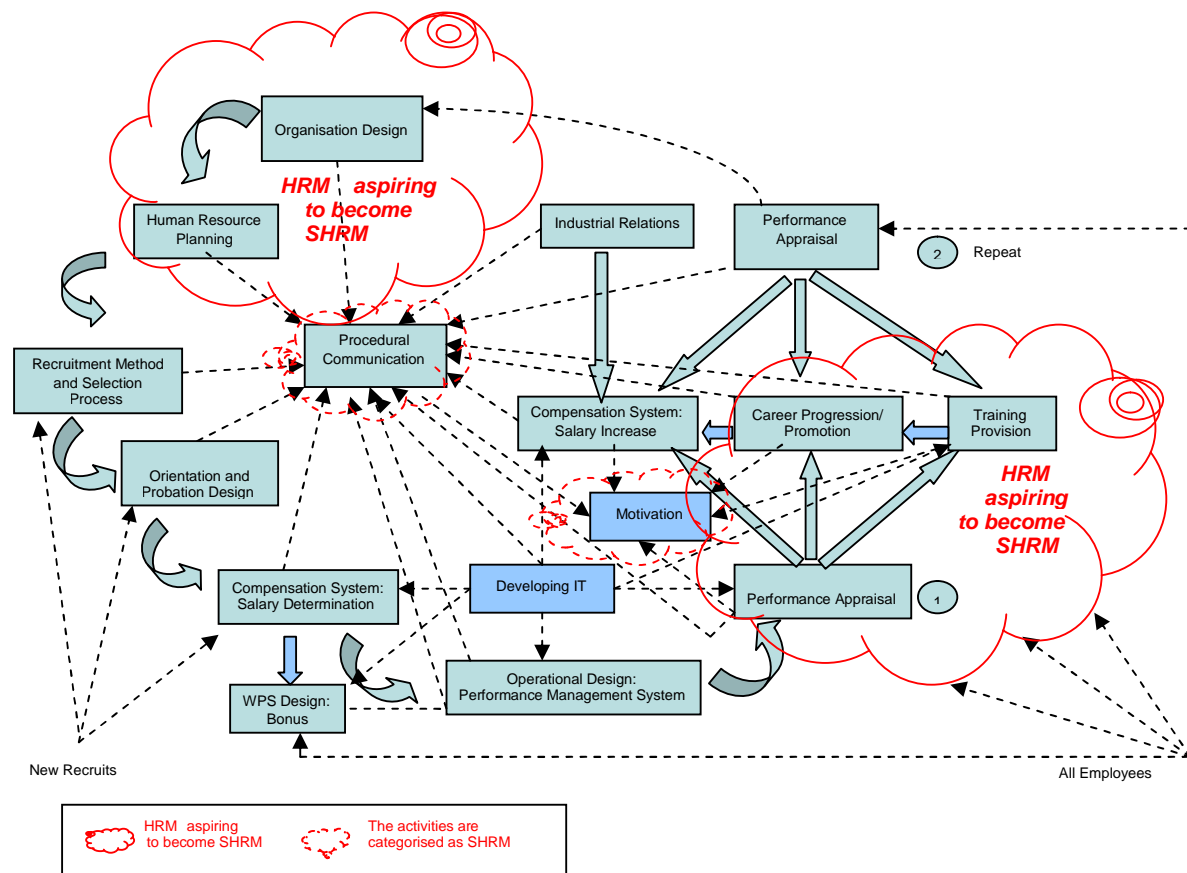 Organisation Design
HRM aspiring
to become
SHRM
Human Resource
Planning
Industrial Relations
Performance
Appraisal
2
Repeat
Procedural
Communication
Recruitment Method
and Selection
Process
Compensation System:
Salary Increase
Career Progression/
Promotion
Training
Provision
Orientation and
Probation Design
HRM
aspiring
to become
SHRM
Motivation
Compensation System:
Salary Determination
Developing IT
Performance Appraisal
1
Operational Design:
Performance Management System
WPS Design:
Bonus
New Recruits
All Employees
HRM aspiring
to become SHRM
The activities are
categorised as SHRM